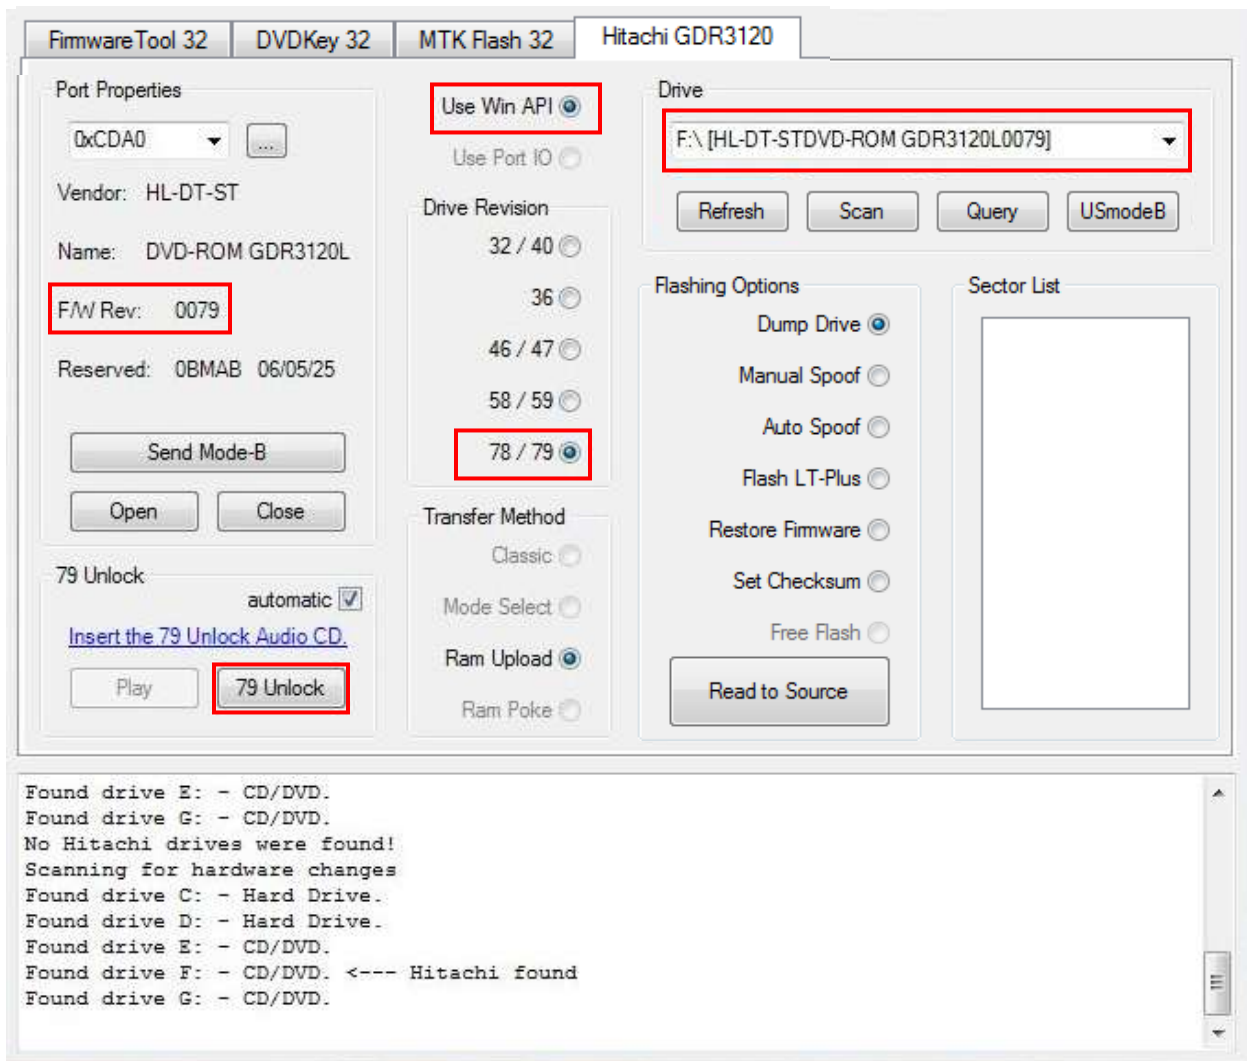 FirmwareTool 32
DVDKey 32
MTK Flash 32
Hitachi GDR3120
Port Properties
0xCDA0
...
Vendor: HL-DT-ST
Name: DVD-ROM GDR3120L
F/W Rev: 0079
Reserved: 0BMAB 06/05/25
Send Mode-B
Open
Close
79 Unlock
automatic
Insert the 79 Unlock Audio CD.
Play
79 Unlock
Use Win API
Use Port IO
Drive Revision
32 / 40
36
46 / 47
58 / 59
78 / 79
Transfer Method
Classic
Mode Select
Ram Upload
Ram Poke
Drive
F:\ [HL-DT-STDVD-ROM GDR3120L0079]
Refresh
Scan
Query
USmodeB
Flashing Options
Dump Drive
Manual Spoof
Auto Spoof
Flash LT-Plus
Restore Firmware
Set Checksum
Free Flash
Read to Source
Sector List
Found drive E: - CD/DVD.
Found drive G: - CD/DVD.
No Hitachi drives were found!
Scanning for hardware changes
Found drive C: - Hard Drive.
Found drive D: - Hard Drive.
Found drive E: - CD/DVD.
Found drive F: - CD/DVD. <--- Hitachi found
Found drive G: - CD/DVD.